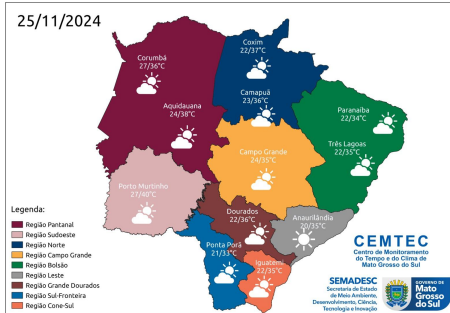 25/11/2024
Corumbá
27/36°C
Coxim
22/37°C
Aquidauana
24/38°C
Camapuã
23/36°C
Paranaiba
22/34°C
Três Lagoas
22/35°C
Campo Grande
24/35°C
Porto Murtinho
27/40°C
Dourados
22/36°C
Anaurilândia
20/35°C
Ponta Porã
21/33°C
Iguatemi
22/35°C
Legenda:
Região Pantanal
Região Sudoeste
Região Norte
Região Campo Grande
Região Bolsão
Região Leste
Região Grande Dourados
Região Sul-Fronteira
Região Cone-Sul
CEMTEC
Centro de Monitoramento
do Tempo e do Clima de
Mato Grosso do Sul
SEMADESC
Secretaria de Estado
de Meio Ambiente,
Desenvolvimento, Ciência,
Tecnologia e Inovação
GOVERNO DE
Mato
Grosso
do Sul